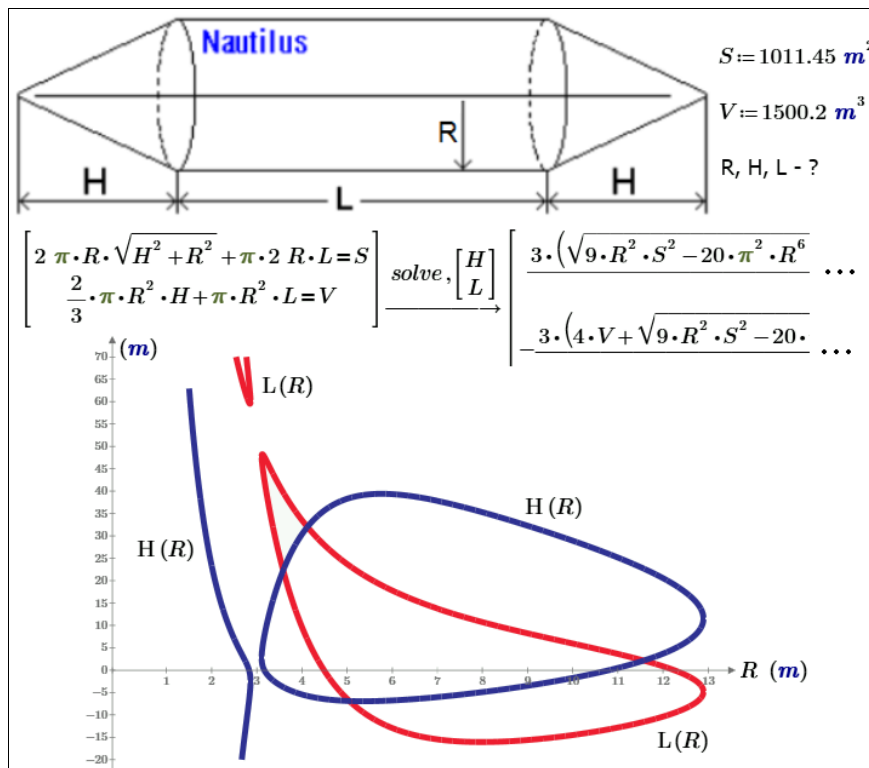 Nautilus
S:=1011.45 m²
V:=1500.2 m³
R
R, H, L - ?
H L H
2 π·R·√(H²+R²)+π·2 R·L=S
2/3·π·R²·H+π·R²·L=V
solve, H L
3·(√(9·R²·S²−20·π²·R⁶ ...
−3·(4·V+√(9·R²·S²−20· ...
(m)
70
65
60
55
50
45
40
35
30
25
20
15
10
5
0
-5
-10
-15
-20
L(R)
H(R)
H(R)
1 2 3 4 5 6 7 8 9 10 11 12 13
R (m)
L(R)